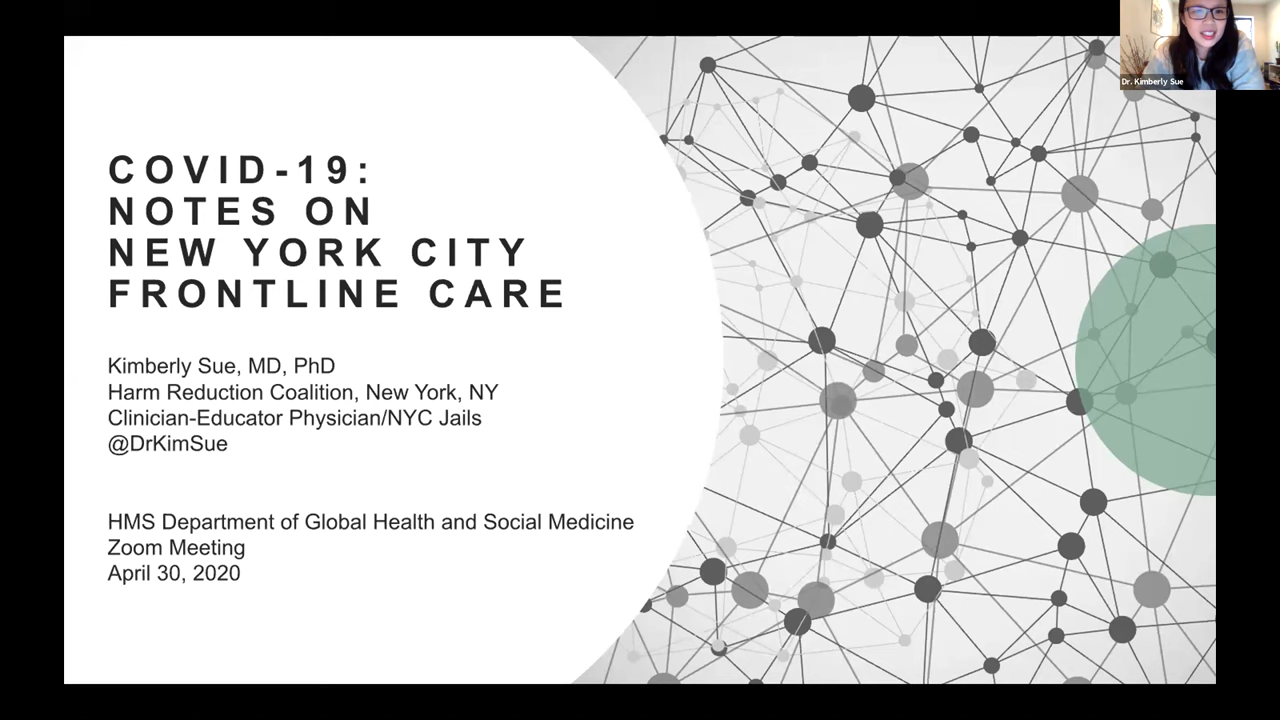 Dr. Kimberly Sue
COVID-19:
NOTES ON
NEW YORK CITY
FRONTLINE CARE
Kimberly Sue, MD, PhD
Harm Reduction Coalition, New York, NY
Clinician-Educator Physician/NYC Jails
@DrKimSue
HMS Department of Global Health and Social Medicine
Zoom Meeting
April 30, 2020